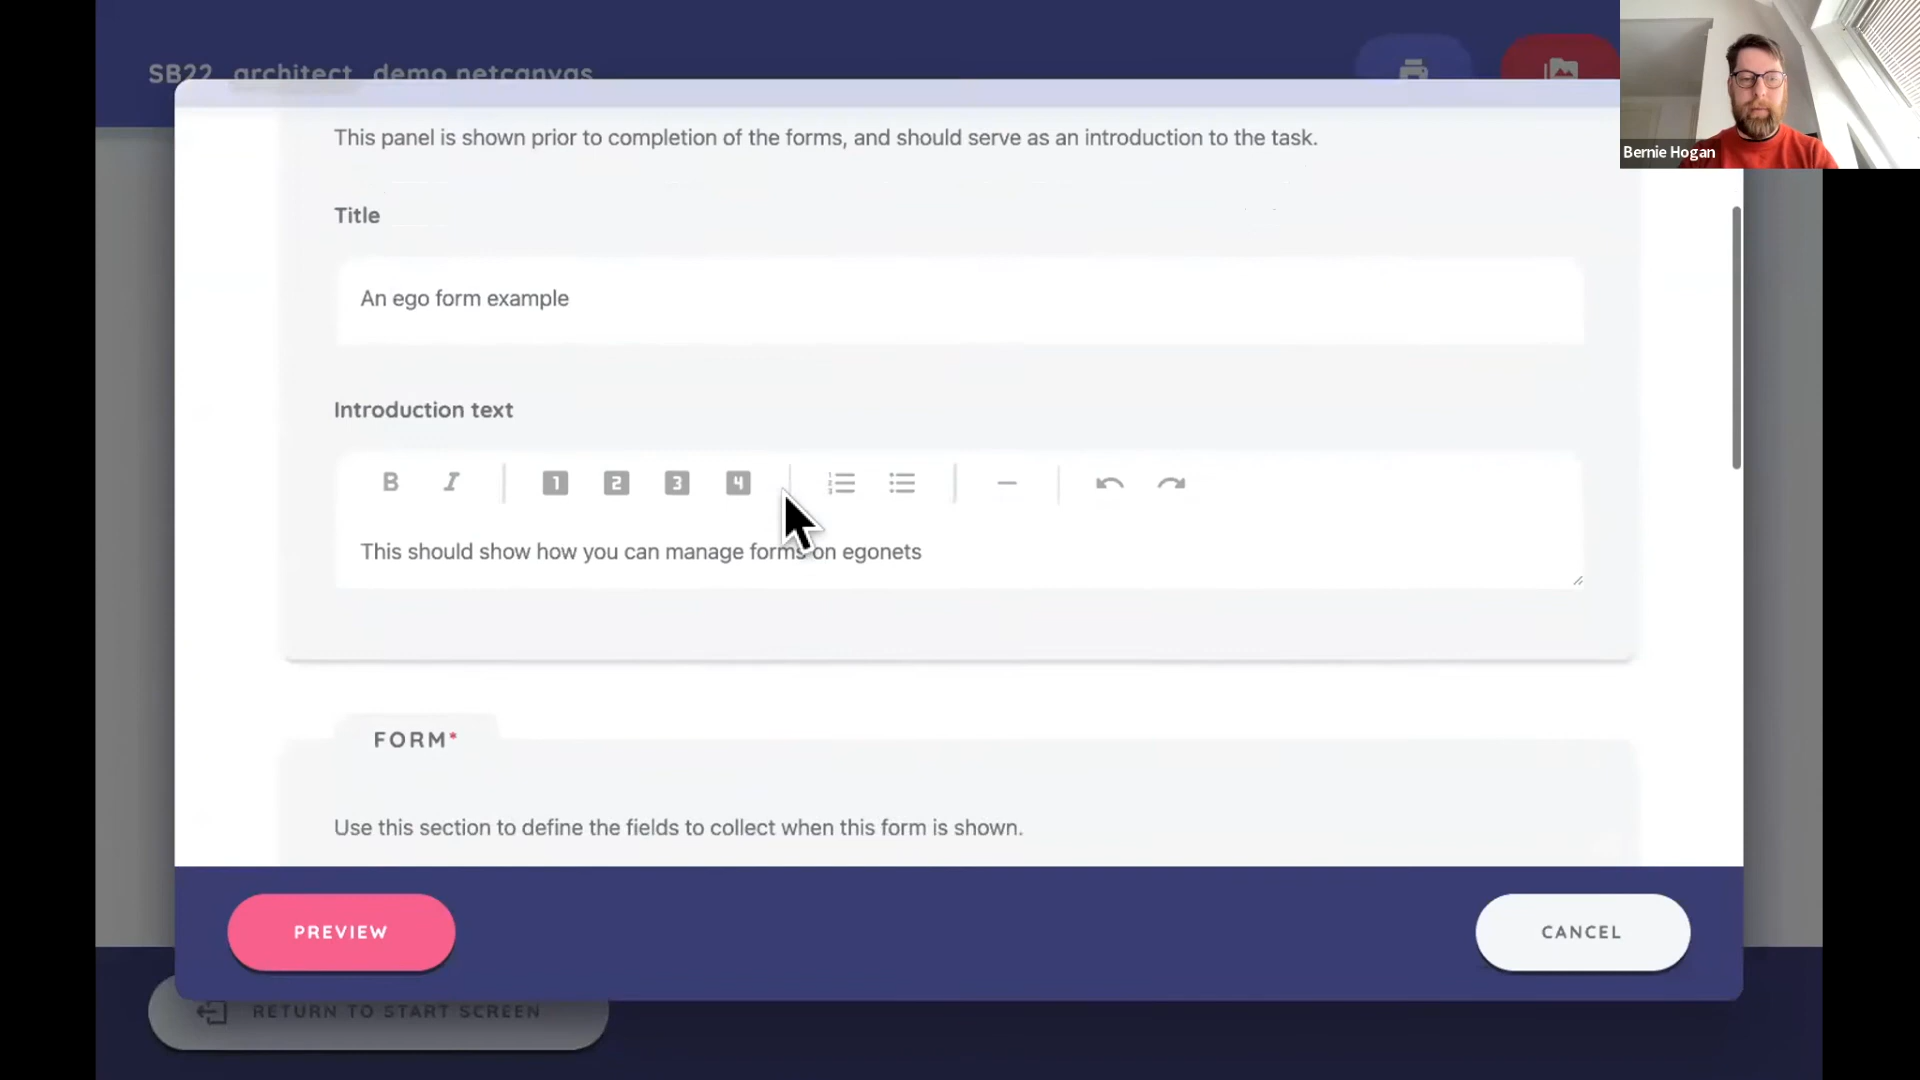 SB22_architect_demo.netcanvas
Bernie Hogan
This panel is shown prior to completion of the forms, and should serve as an introduction to the task.
Title
An ego form example
Introduction text
B I 1 2 3 4
This should show how you can manage forms on egonets
FORM*
Use this section to define the fields to collect when this form is shown.
PREVIEW
CANCEL
RETURN TO START SCREEN